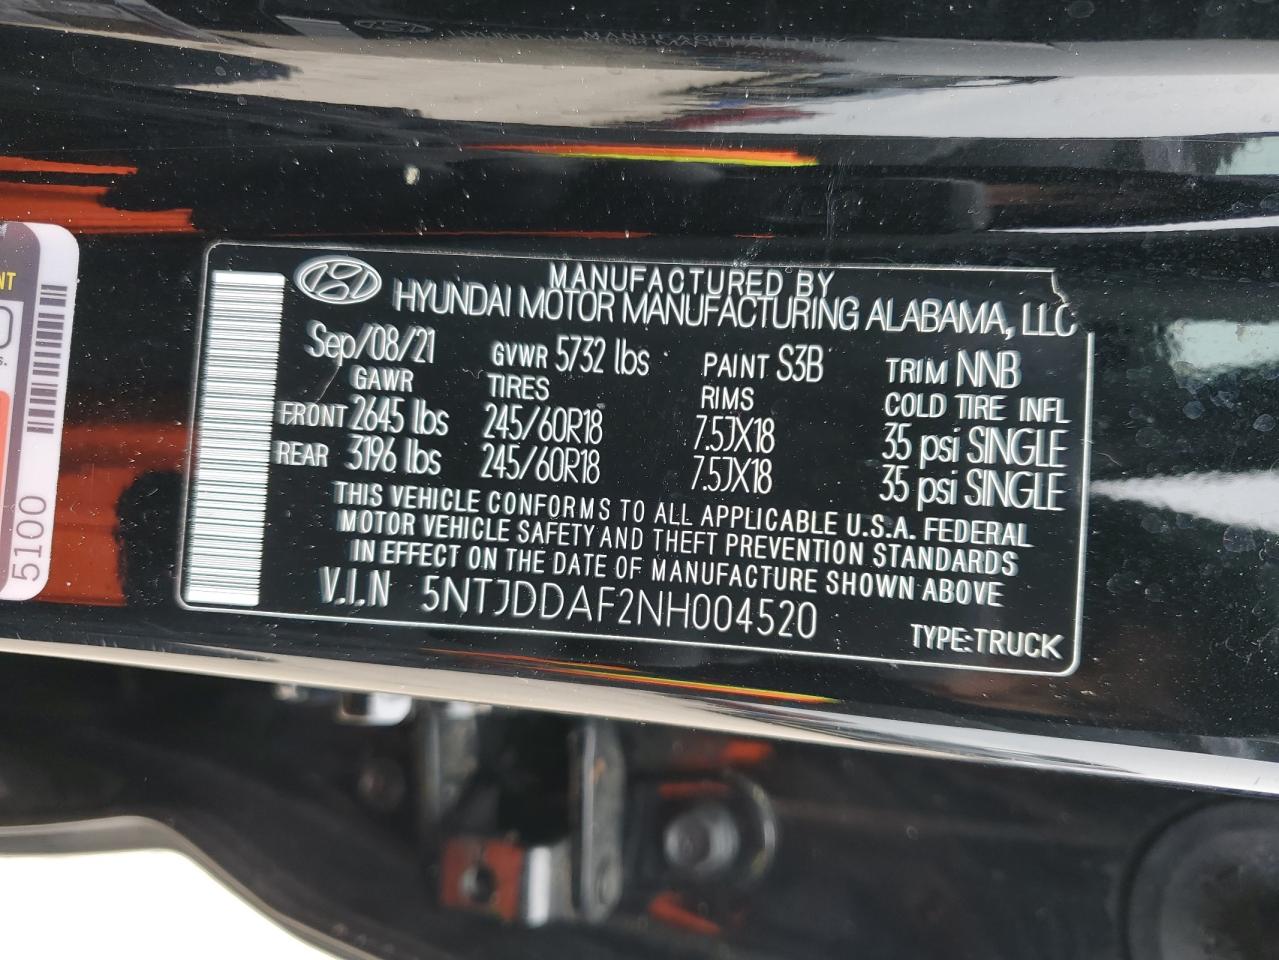 MANUFACTURED BY
HYUNDAI MOTOR MANUFACTURING ALABAMA, LLC
Sep/08/21 GVWR 5732 lbs PAINT S3B TRIM NNB
GAWR TIRES RIMS COLD TIRE INFL
FRONT 2645 lbs 245/60R18 7.5JX18 35 psi SINGLE
REAR 3196 lbs 245/60R18 7.5JX18 35 psi SINGLE
THIS VEHICLE CONFORMS TO ALL APPLICABLE U.S.A. FEDERAL
MOTOR VEHICLE SAFETY AND THEFT PREVENTION STANDARDS
IN EFFECT ON THE DATE OF MANUFACTURE SHOWN ABOVE
V.I.N 5NTJDDAF2NH004520
TYPE:TRUCK
5100